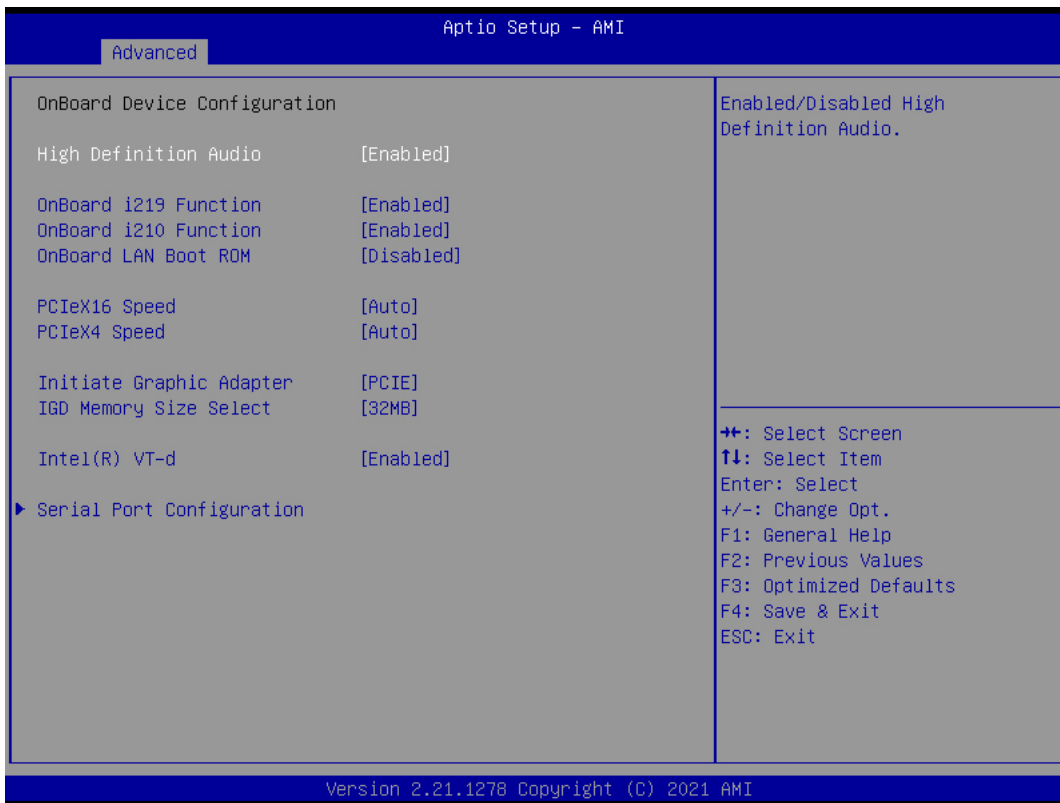 Aptio Setup – AMI
Advanced
OnBoard Device Configuration
High Definition Audio [Enabled]
OnBoard i219 Function [Enabled]
OnBoard i210 Function [Enabled]
OnBoard LAN Boot ROM [Disabled]
PCIeX16 Speed [Auto]
PCIeX4 Speed [Auto]
Initiate Graphic Adapter [PCIE]
IGD Memory Size Select [32MB]
Intel(R) VT-d [Enabled]
Serial Port Configuration
Enabled/Disabled High
Definition Audio.
→←: Select Screen
↑↓: Select Item
Enter: Select
+/-: Change Opt.
F1: General Help
F2: Previous Values
F3: Optimized Defaults
F4: Save & Exit
ESC: Exit
Version 2.21.1278 Copyright (C) 2021 AMI